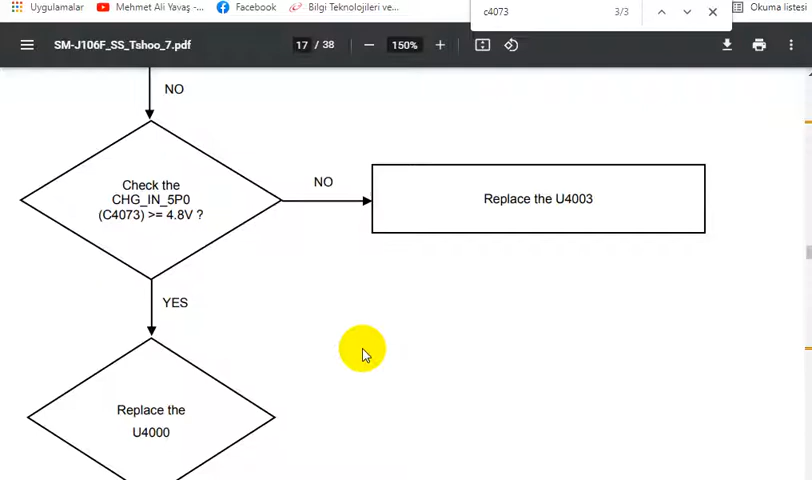 Uygulamalar
Mehmet Ali Yavaş -...
Facebook
Bilgi Teknolojileri ve...
c4073
3/3
Okuma listesi
SM-J106F_SS_Tshoo_7.pdf
17 / 38
150%
NO
Check the
CHG_IN_5P0
(C4073) >= 4.8V ?
NO
Replace the U4003
YES
Replace the
U4000